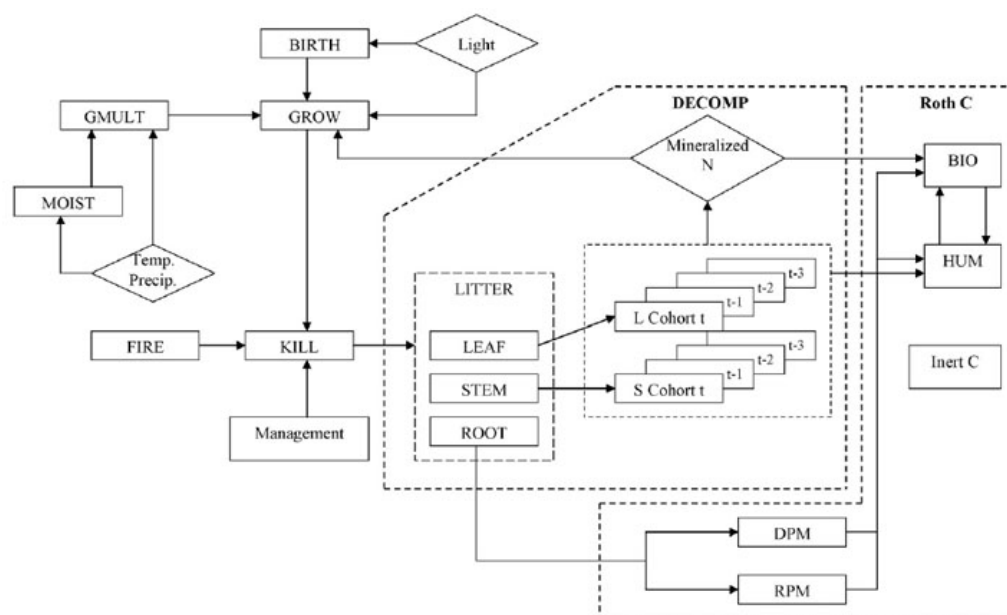 BIRTH
Light
DECOMP
Roth C
GMULT
GROW
Mineralized
N
BIO
MOIST
Temp.
Precip.
HUM
LITTER
t-3
t-2
t-1
L Cohort t
FIRE
KILL
LEAF
t-3
t-2
t-1
Inert C
STEM
S Cohort t
Management
ROOT
DPM
RPM